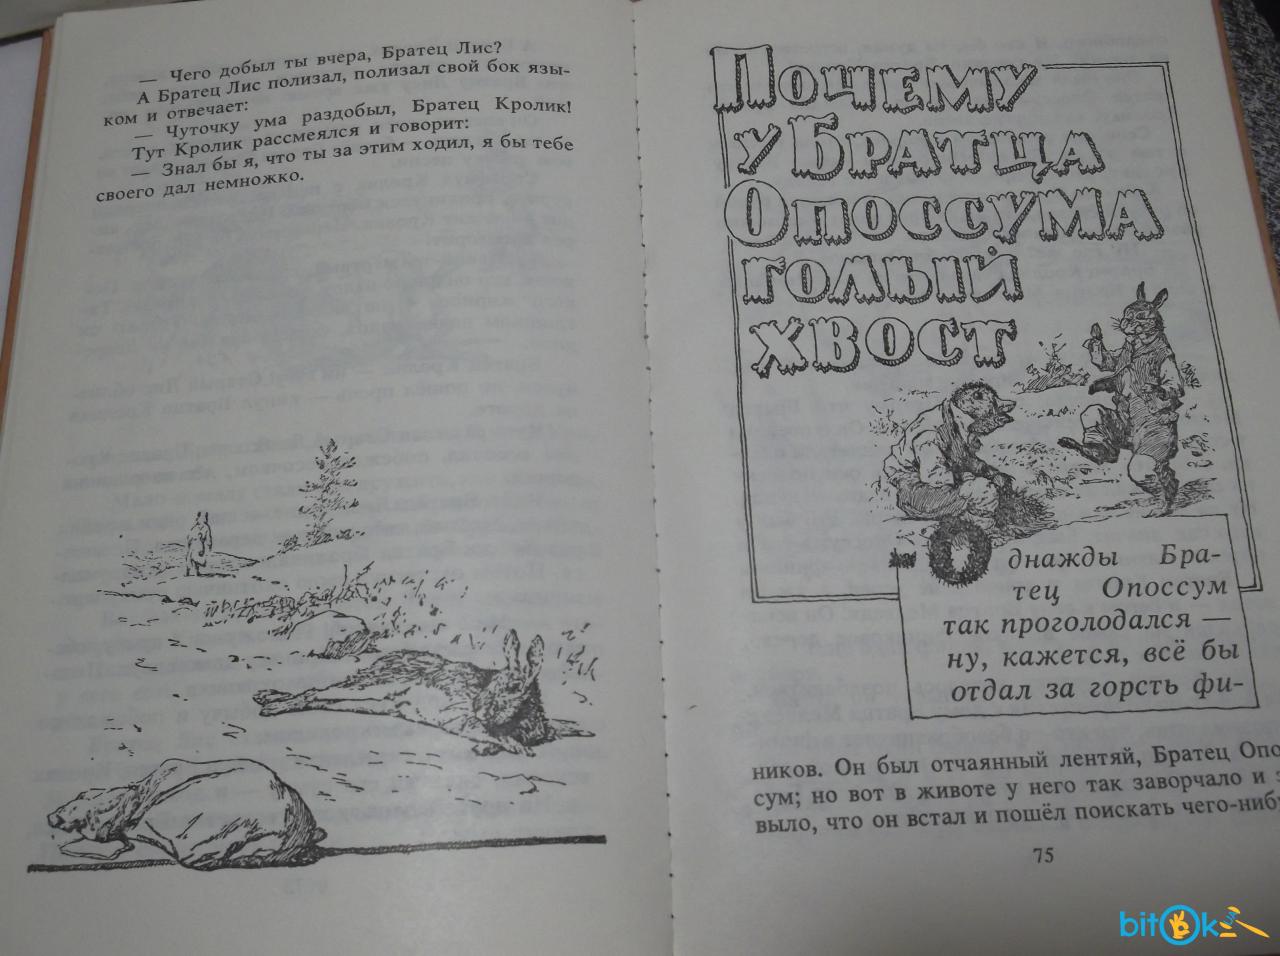 — Чего добыл ты вчера, Братец Лис?
А Братец Лис полизал, полизал свой бок язы-
ком и отвечает:
— Чуточку ума раздобыл, Братец Кролик!
Тут Кролик рассмеялся и говорит:
— Знал бы я, что ты за этим ходил, я бы тебе
своего дал немножко.
Почему
у Братца
Опоссума
голый
хвост
Однажды Бра-
тец Опоссум
так проголодался —
ну, кажется, всё бы
отдал за горсть фи-
ников. Он был отчаянный лентяй, Братец Опо
сум; но вот в животе у него так заворчало и з
выло, что он встал и пошёл поискать чего-нибу
75
bitok.ua